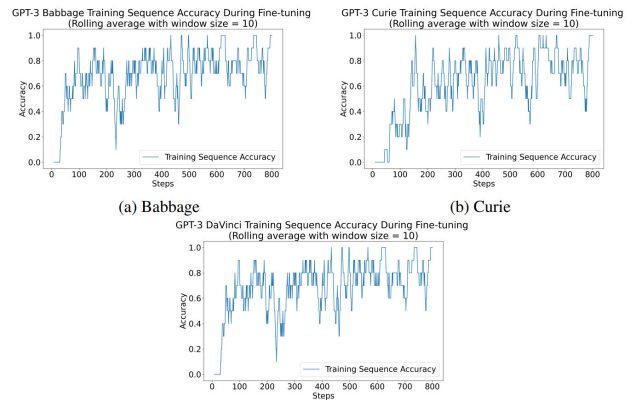 GPT-3 Babbage Training Sequence Accuracy During Fine-tuning
(Rolling average with window size = 10)
1.0
0.8
0.6
0.4
0.2
0.0
Accuracy
Training Sequence Accuracy
0 100 200 300 400 500 600 700 800
Steps
(a) Babbage
GPT-3 Curie Training Sequence Accuracy During Fine-tuning
(Rolling average with window size = 10)
1.0
0.8
0.6
0.4
0.2
0.0
Accuracy
Training Sequence Accuracy
0 100 200 300 400 500 600 700 800
Steps
(b) Curie
GPT-3 DaVinci Training Sequence Accuracy During Fine-tuning
(Rolling average with window size = 10)
1.0
0.8
0.6
0.4
0.2
0.0
Accuracy
Training Sequence Accuracy
0 100 200 300 400 500 600 700 800
Steps